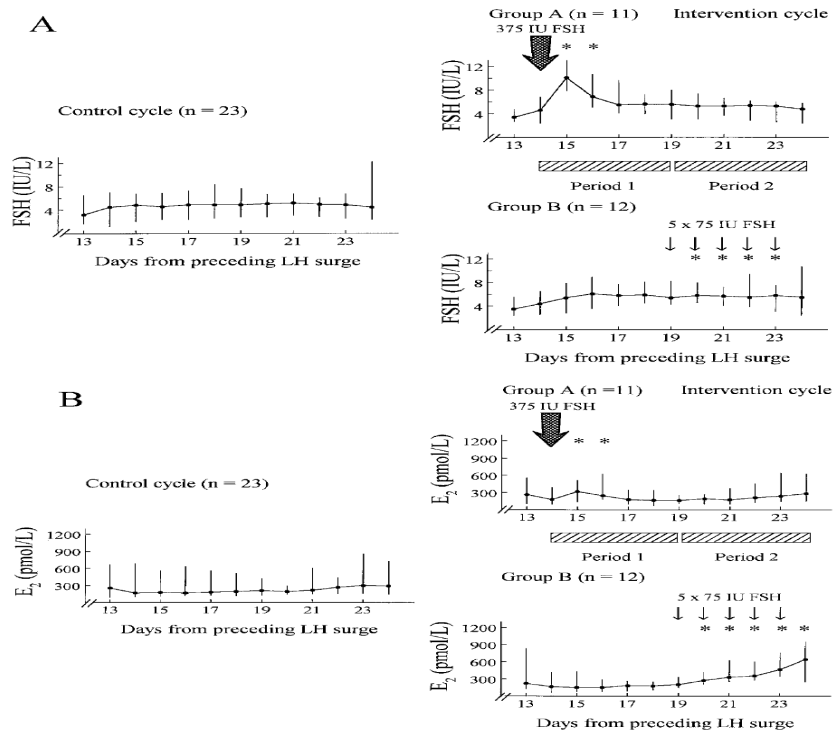 A
Control cycle (n = 23)
FSH (IU/L)
12
8
4
13 15 17 19 21 23
Days from preceding LH surge
Group A (n = 11) Intervention cycle
375 IU FSH
* *
FSH (IU/L)
12
8
4
13 15 17 19 21 23
Period 1 Period 2
Group B (n = 12)
5 x 75 IU FSH
* * * *
FSH (IU/L)
12
8
4
13 15 17 19 21 23
Days from preceding LH surge
B
Control cycle (n = 23)
E2 (pmol/L)
1200
900
600
300
13 15 17 19 21 23
Days from preceding LH surge
Group A (n =11) Intervention cycle
375 IU FSH
* *
E2 (pmol/L)
1200
900
600
300
13 15 17 19 21 23
Period 1 Period 2
Group B (n = 12)
5 x 75 IU FSH
* * * * *
E2 (pmol/L)
1200
900
600
300
13 15 17 19 21 23
Days from preceding LH surge